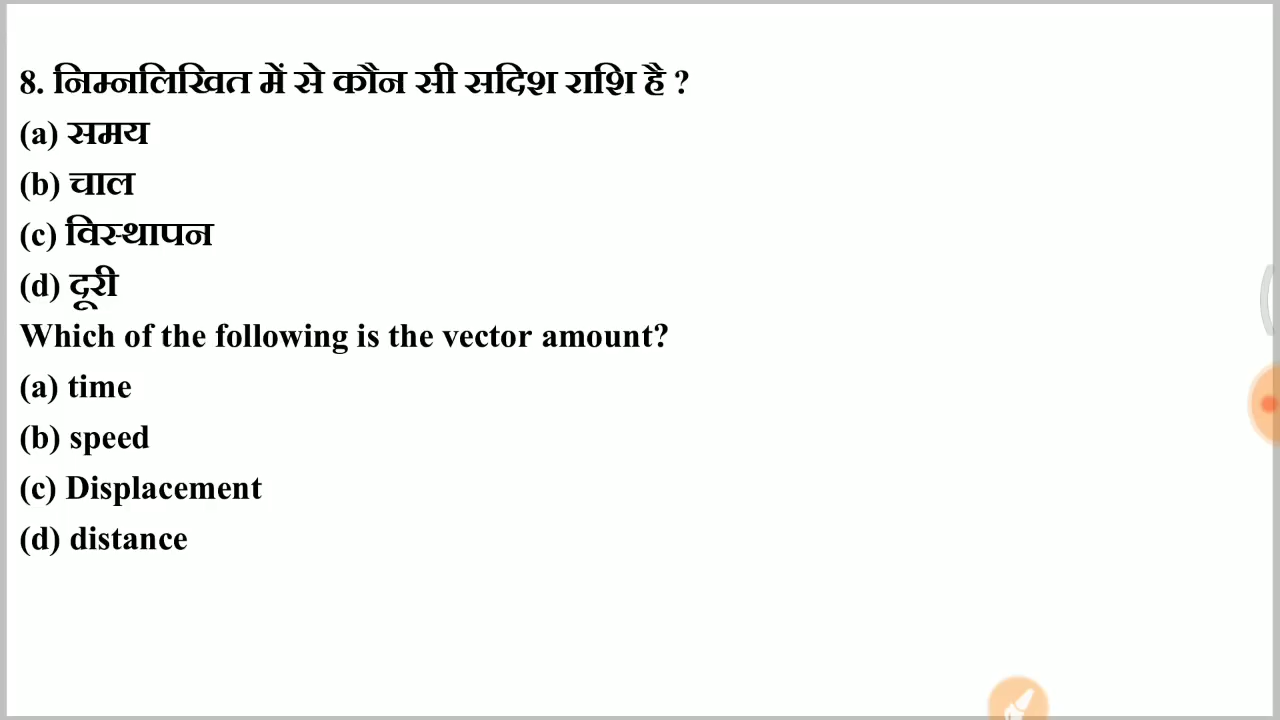 8. निम्नलिखित में से कौन सी सदिश राशि है ?
(a) समय
(b) चाल
(c) विस्थापन
(d) दूरी
Which of the following is the vector amount?
(a) time
(b) speed
(c) Displacement
(d) distance